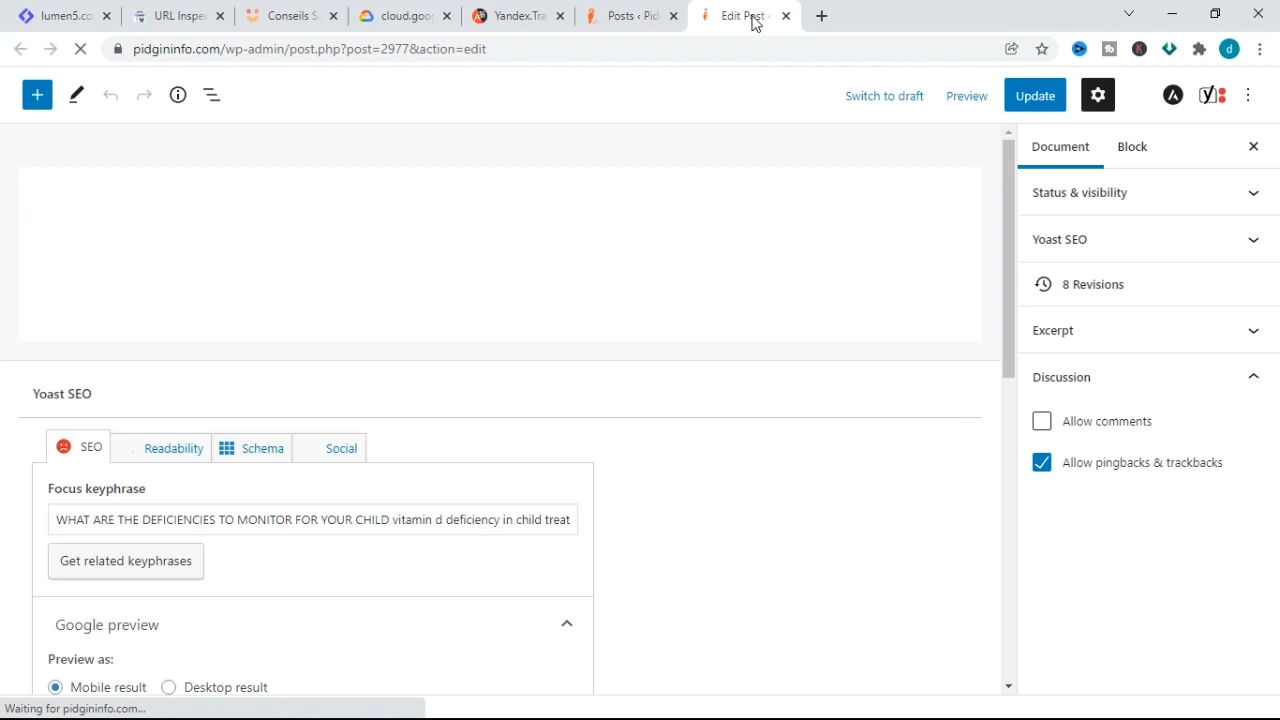 lumen5.co
URL Inspec
Conseils Sa
cloud.goo
Yandex.Tra
Posts ‹ Pid
Edit Post
pidgininfo.com/wp-admin/post.php?post=2977&action=edit
d
Switch to draft
Preview
Update
Document
Block
Status & visibility
Yoast SEO
8 Revisions
Excerpt
Discussion
Allow comments
Allow pingbacks & trackbacks
Yoast SEO
SEO
Readability
Schema
Social
Focus keyphrase
WHAT ARE THE DEFICIENCIES TO MONITOR FOR YOUR CHILD vitamin d deficiency in child treat
Get related keyphrases
Google preview
Preview as:
Mobile result
Desktop result
Waiting for pidgininfo.com...